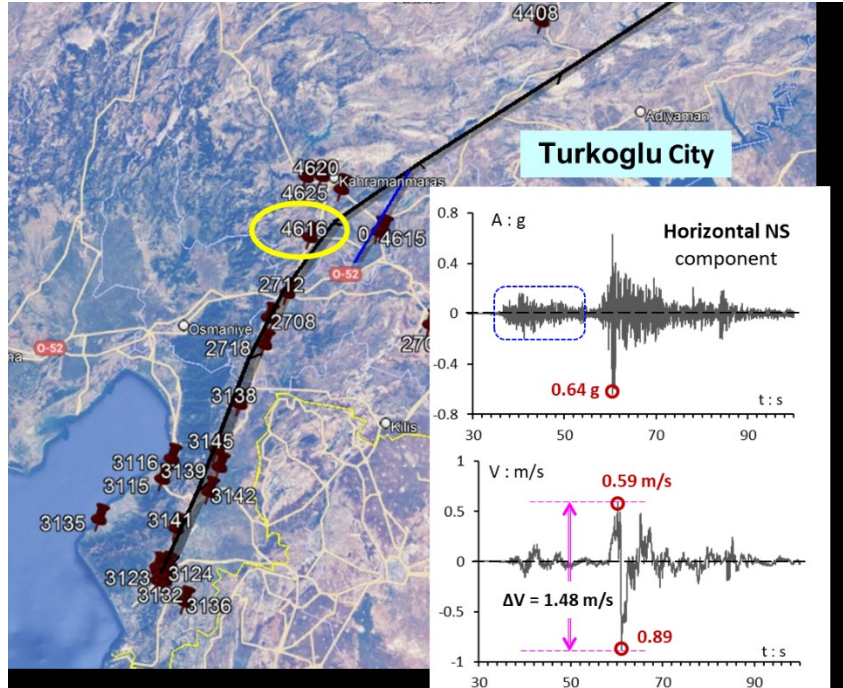 4408
Adıyaman
Turkoglu City
4620
Kahramanmaras
4625
4616
0
4615
O-52
2712
2708
Osmaniye
2718
O-52
3138
Kilis
3145
3116
3139
3115
3142
3135
3141
3124
3123
3132
3136
0.8
A : g
Horizontal NS
component
0.4
0
-0.4
0.64 g
-0.8
t : s
30
50
70
90
1
V : m/s
0.59 m/s
0.5
0
-0.5
ΔV = 1.48 m/s
0.89
-1
t : s
30
50
70
90